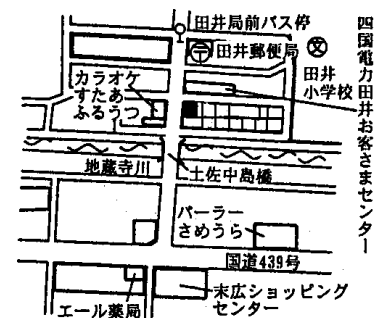 田井局前バス停
田井郵便局
文
田井
小学校
四国電力田井お客さまセンター
カラオケ
すたあ
ふるうつ
地蔵寺川
土佐中島橋
パーラー
さめうら
国道439号
エール薬局
末広ショッピング
センター